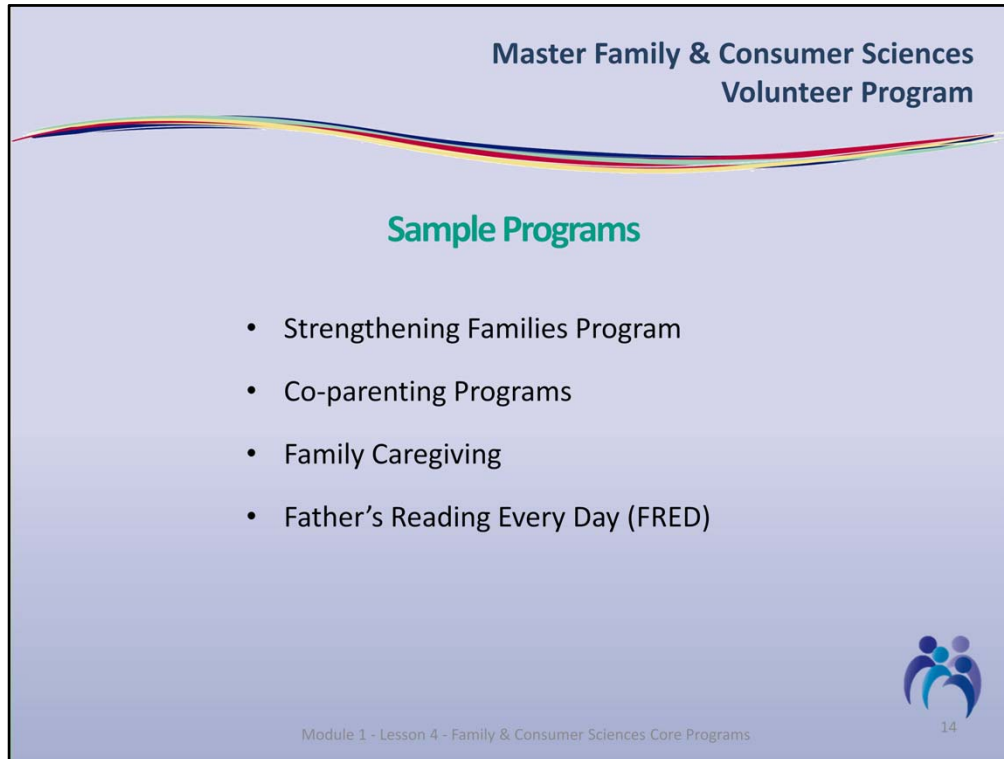 Master Family & Consumer Sciences
Volunteer Program
Sample Programs
• Strengthening Families Program
• Co-parenting Programs
• Family Caregiving
• Father’s Reading Every Day (FRED)
Module 1 - Lesson 4 - Family & Consumer Sciences Core Programs
14